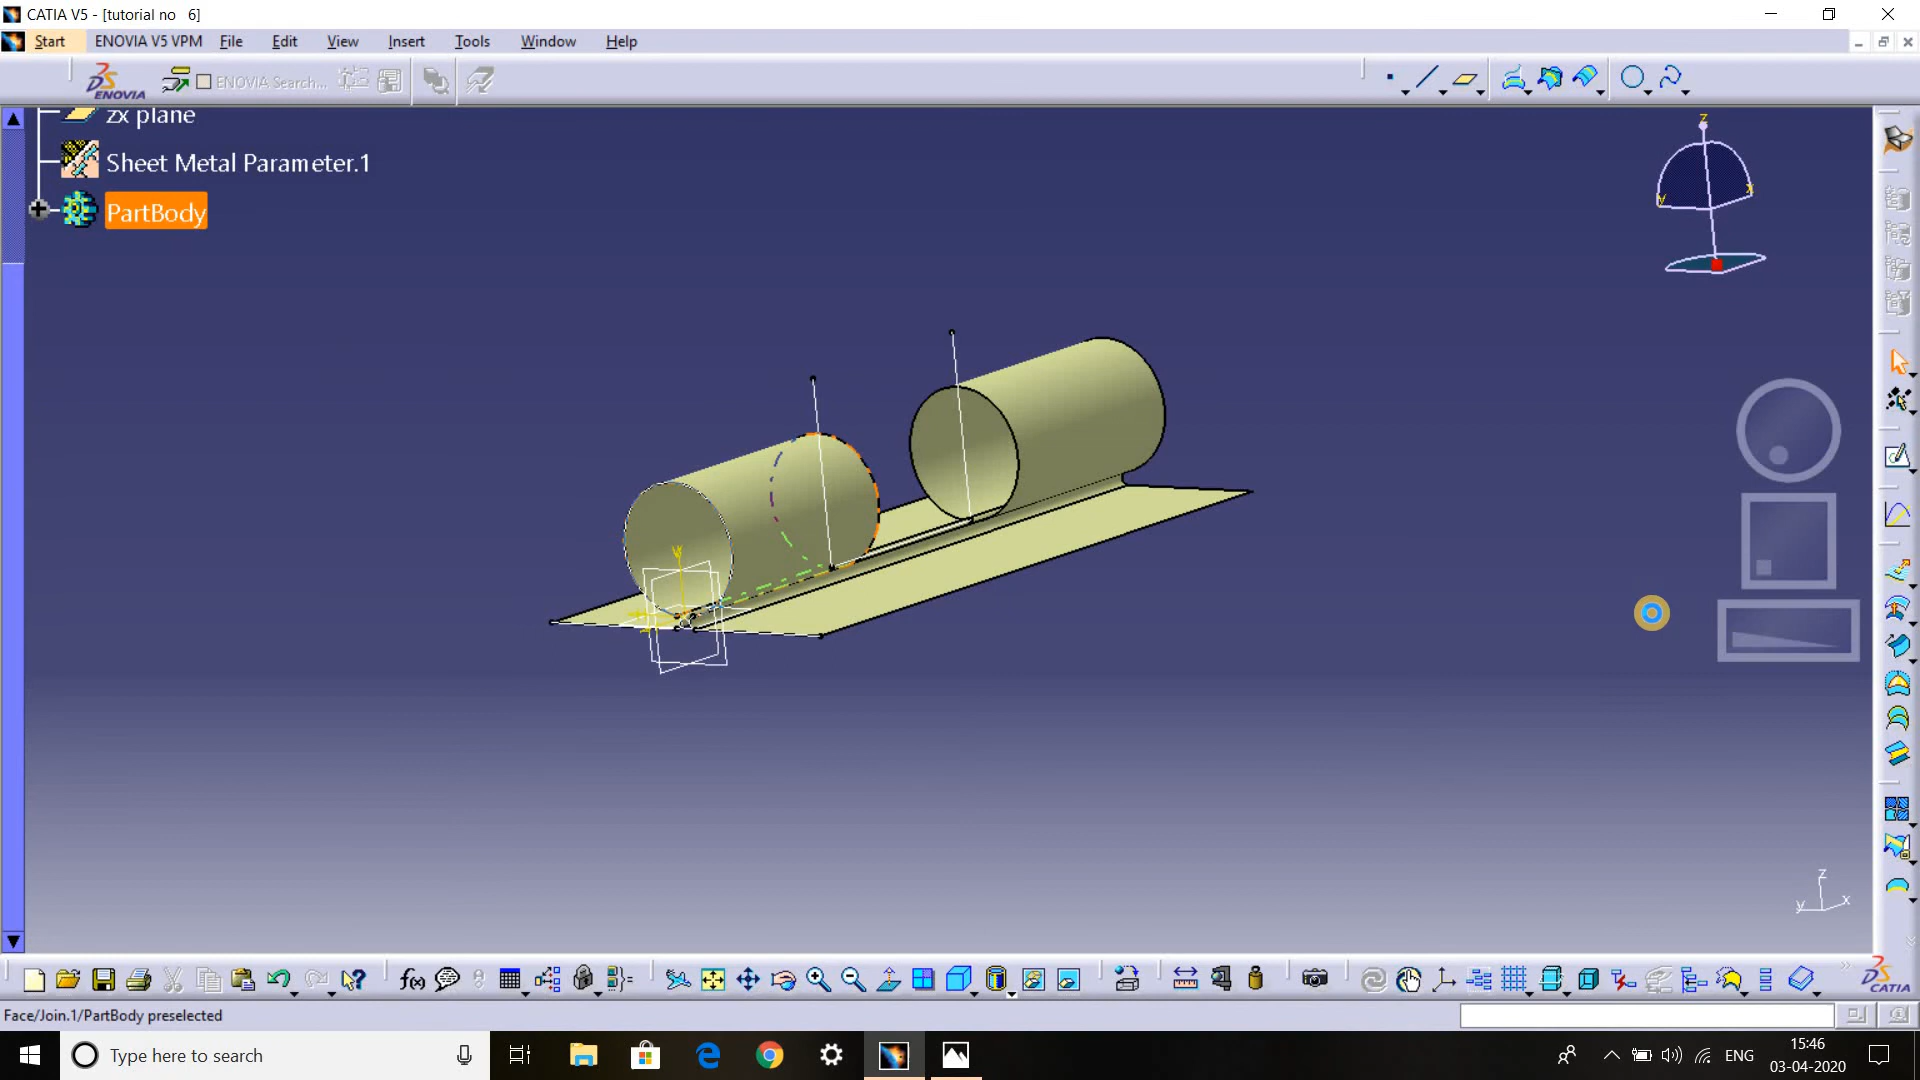 CATIA V5 - [tutorial no   6]
Start ENOVIA V5 VPM File Edit View Insert Tools Window Help
ENOVIA
ENOVIA Search...
zx plane
Sheet Metal Parameter.1
PartBody
z
y
x
V
z
y
x
f(x)
CATIA
Face/Join.1/PartBody preselected
Type here to search
ENG
15:46
03-04-2020